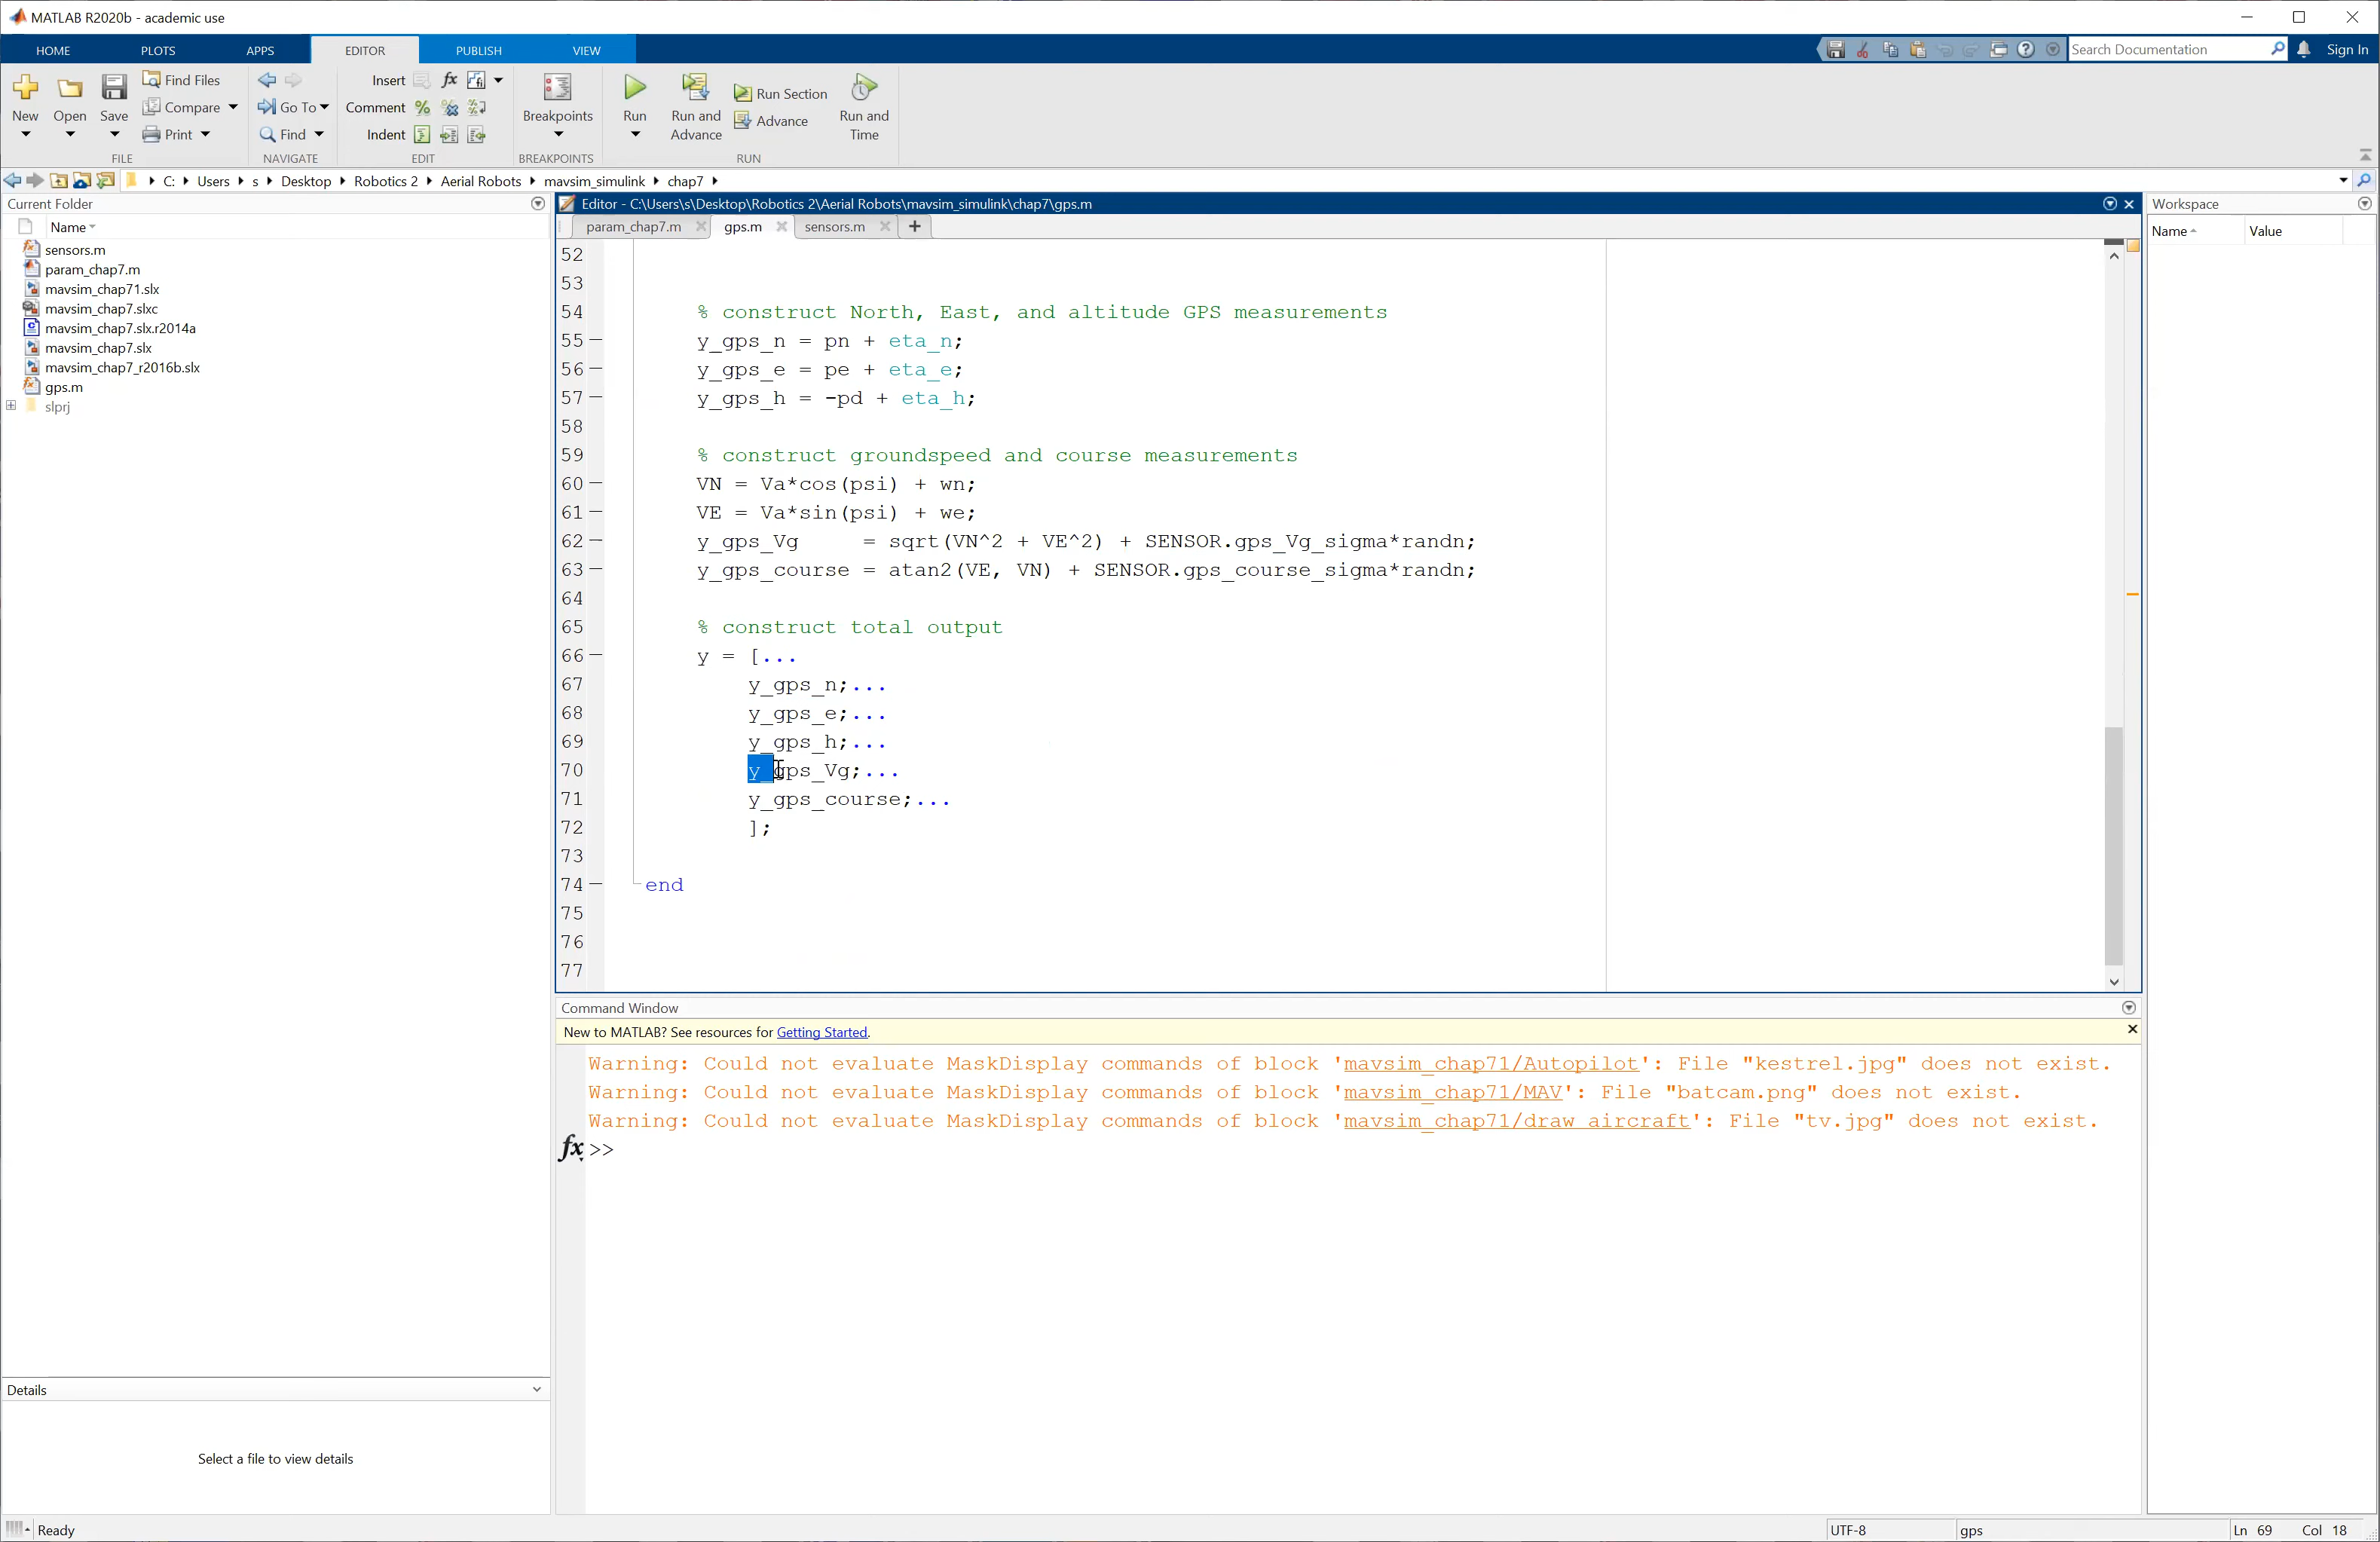 MATLAB R2020b - academic use
HOME PLOTS APPS EDITOR PUBLISH VIEW
Search Documentation
Sign In
New
Open
Save
Find Files
Compare
Print
FILE
Go To
Find
NAVIGATE
Insert
Comment
Indent
EDIT
Breakpoints
BREAKPOINTS
Run
Run and Advance
Run Section
Advance
Run and Time
RUN
C: Users s Desktop Robotics 2 Aerial Robots mavsim_simulink chap7
Current Folder
Name
sensors.m
param_chap7.m
mavsim_chap71.slx
mavsim_chap7.slxc
mavsim_chap7.slx.r2014a
mavsim_chap7.slx
mavsim_chap7_r2016b.slx
gps.m
slprj
Details
Select a file to view details
Editor - C:\Users\s\Desktop\Robotics 2\Aerial Robots\mavsim_simulink\chap7\gps.m
param_chap7.m gps.m sensors.m
52
53
54 % construct North, East, and altitude GPS measurements
55 y_gps_n = pn + eta_n;
56 y_gps_e = pe + eta_e;
57 y_gps_h = -pd + eta_h;
58
59 % construct groundspeed and course measurements
60 VN = Va*cos(psi) + wn;
61 VE = Va*sin(psi) + we;
62 y_gps_Vg = sqrt(VN^2 + VE^2) + SENSOR.gps_Vg_sigma*randn;
63 y_gps_course = atan2(VE, VN) + SENSOR.gps_course_sigma*randn;
64
65 % construct total output
66 y = [...
67 y_gps_n;...
68 y_gps_e;...
69 y_gps_h;...
70 y_gps_Vg;...
71 y_gps_course;...
72 ];
73
74 end
75
76
77
Command Window
New to MATLAB? See resources for Getting Started.
Warning: Could not evaluate MaskDisplay commands of block 'mavsim_chap71/Autopilot': File "kestrel.jpg" does not exist.
Warning: Could not evaluate MaskDisplay commands of block 'mavsim_chap71/MAV': File "batcam.png" does not exist.
Warning: Could not evaluate MaskDisplay commands of block 'mavsim_chap71/draw aircraft': File "tv.jpg" does not exist.
fx >>
Workspace
Name Value
Ready
UTF-8
gps
Ln 69 Col 18